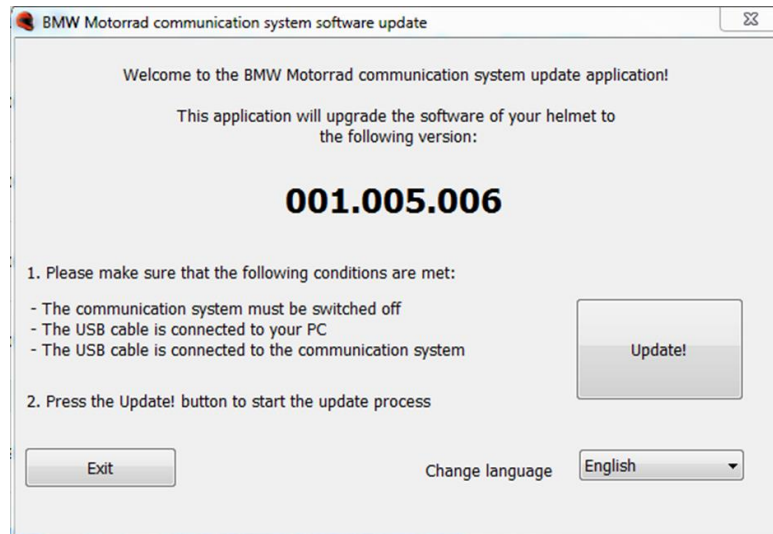 BMW Motorrad communication system software update
Welcome to the BMW Motorrad communication system update application!
This application will upgrade the software of your helmet to
the following version:
001.005.006
1. Please make sure that the following conditions are met:
- The communication system must be switched off
- The USB cable is connected to your PC
- The USB cable is connected to the communication system
Update!
2. Press the Update! button to start the update process
Exit
Change language
English